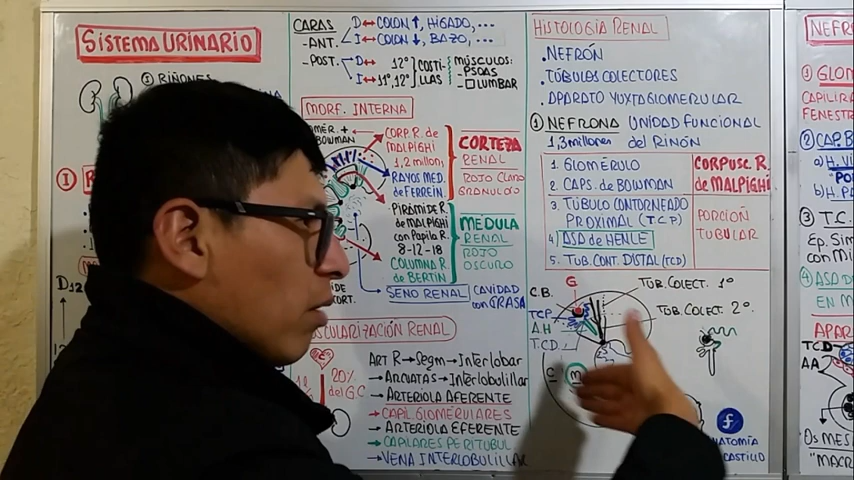 SISTEMA URINARIO
① RIÑONES
I
D12
CARAS
-ANT.
D↔COLON ↑, HÍGADO, ...
I↔COLON ↓, BAZO, ...
-POST.
D↔ 12°
I↔11°,12°
COSTI-
LLAS
MÚSCULOS:
-PSOAS
-□ LUMBAR
MORF. INTERNA
BOWMAN
CORP. R. de
MALPIGHI
1,2 millon
RAYOS MED.
de FERREIN.
CORTEZA
RENAL
ROJO CLARO
GRANULOSO
PIRÁMIDE R.
de MALPIGHI
con Papila R.
8-12-18
COLUMNA R.
de BERTIN
MÉDULA
RENAL
ROJO
OSCURO
SENO RENAL
CAVIDAD
con GRASA
VASCULARIZACIÓN RENAL
20%
del G.C
ART R→Segm→Interlobar
→ARCUATAS→Interlobulillar
→ARTERIOLA AFERENTE
→CAPIL GLOMERULARES
→ARTERIOLA EFERENTE
→CAPILARES PERITUBUL
→VENA INTERLOBULILLAR
HISTOLOGÍA RENAL
.NEFRÓN
.TÚBULOS COLECTORES
.APARATO YUXTAGLOMERULAR
① NEFRONA UNIDAD FUNCIONAL
1,3 millones del RIÑÓN
1. GLOMÉRULO
2. CAPS. de BOWMAN
CORPUSC. R.
de MALPIGHI
3. TÚBULO CONTORNEADO
PROXIMAL (TCP)
4. ASA de HENLE
5. TUB. CONT. DISTAL (TCD)
PORCIÓN
TUBULAR
G
C.B.
TCP
A.H
T.C.D
C
m
TUB. COLECT. 1°
TUB. COLECT. 2°.
f
NEFR
① GLOM
CAPILAR
FENESTR
② CAP. B
a) H.
b) H. P
③ T.C.
Ep. Sim
con Mi
④ ASA D
EN M
APAR
TCD
AA
OS MES
"MACR